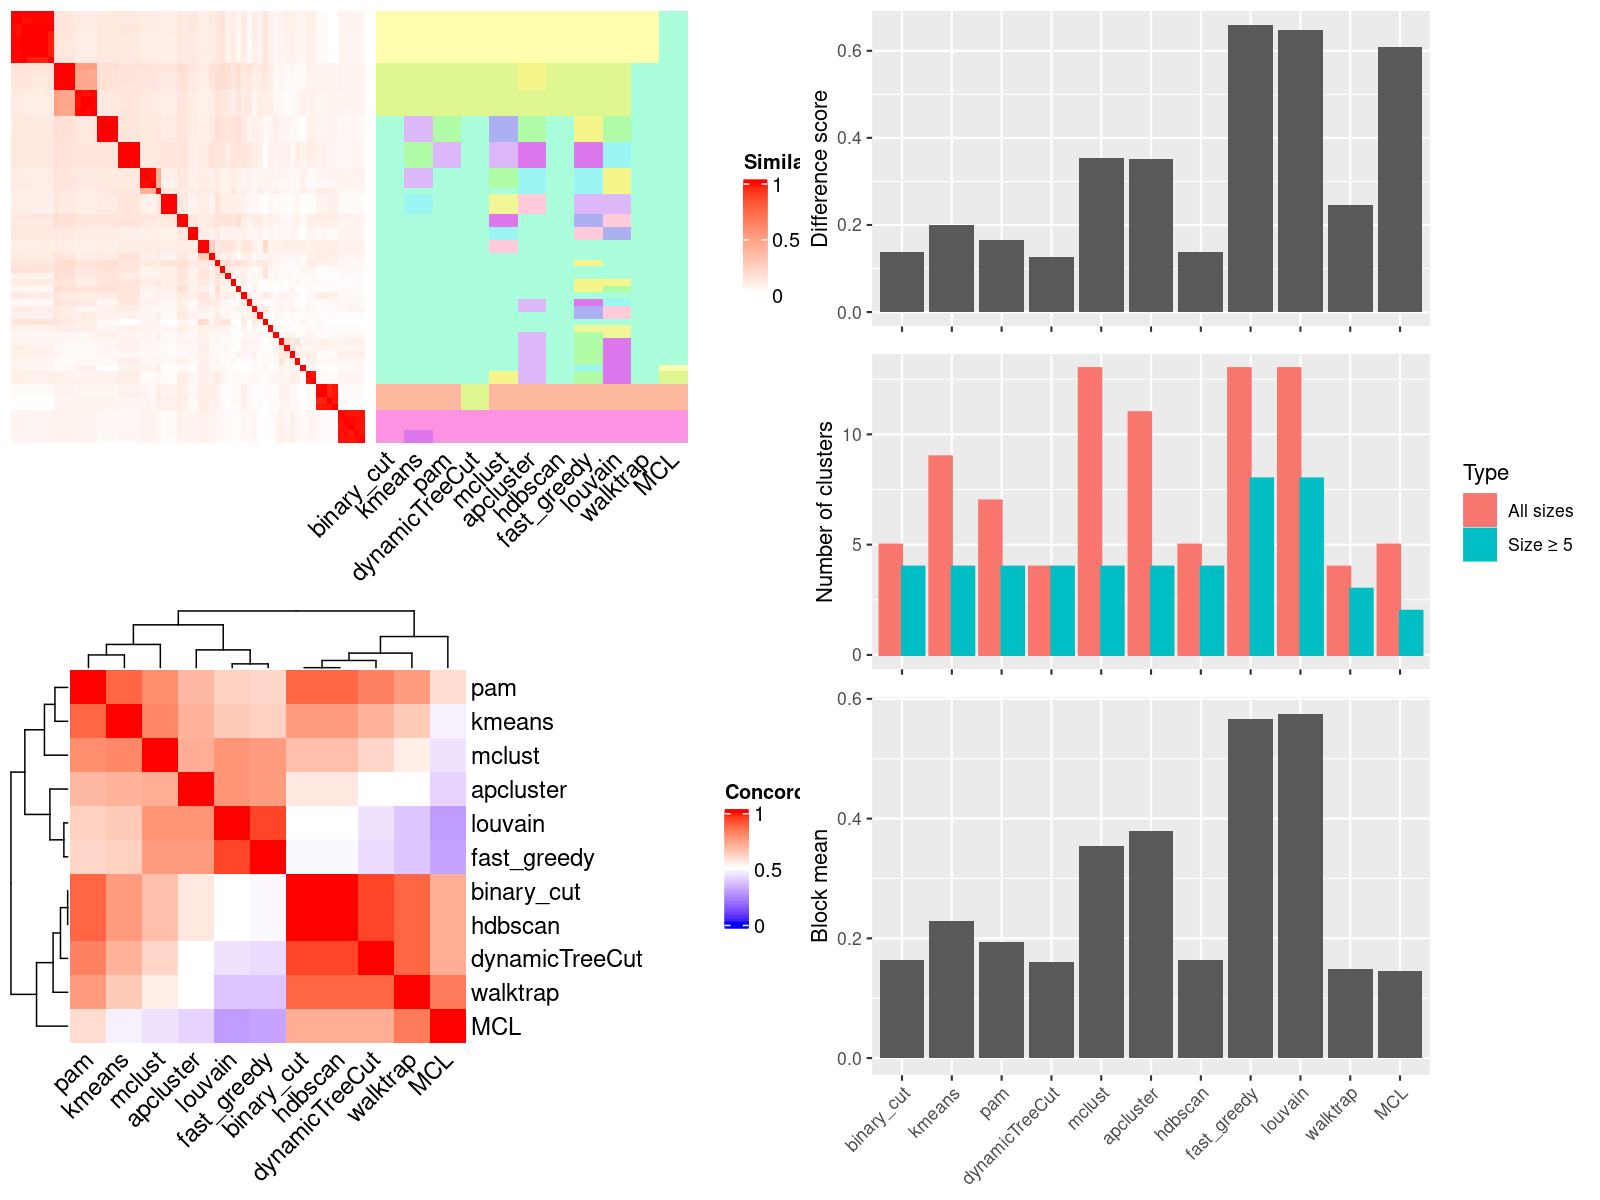 Simila
1
0.5
0
binary_cut
kmeans
pam
dynamicTreeCut
mclust
apcluster
hdbscan
fast_greedy
louvain
walktrap
MCL
pam
kmeans
mclust
apcluster
louvain
fast_greedy
binary_cut
hdbscan
dynamicTreeCut
walktrap
MCL
pam
kmeans
mclust
apcluster
louvain
fast_greedy
binary_cut
hdbscan
dynamicTreeCut
walktrap
MCL
Concord
1
0.5
0
Difference score
0.6
0.4
0.2
0.0
Number of clusters
10
5
0
Type
All sizes
Size ≥ 5
Block mean
0.6
0.4
0.2
0.0
binary_cut
kmeans
pam
dynamicTreeCut
mclust
apcluster
hdbscan
fast_greedy
louvain
walktrap
MCL